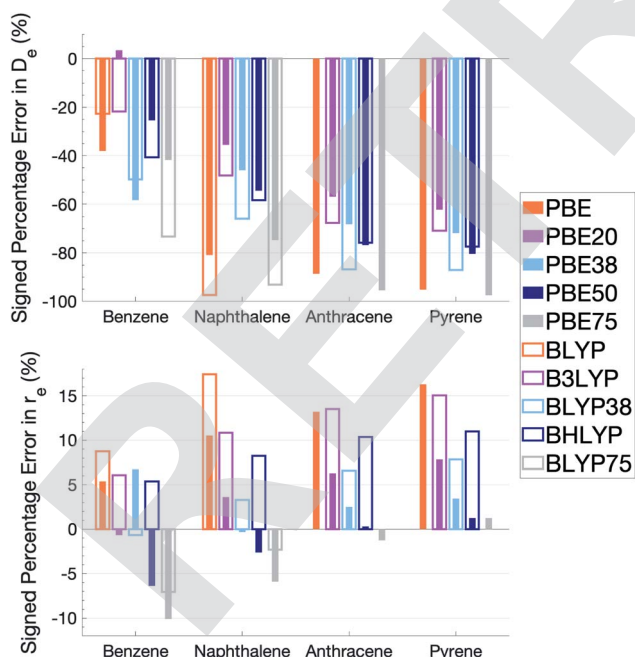 Signed Percentage Error in D_e (%)
0
-20
-40
-60
-80
-100
Benzene Naphthalene Anthracene Pyrene
PBE
PBE20
PBE38
PBE50
PBE75
BLYP
B3LYP
BLYP38
BHLYP
BLYP75
Signed Percentage Error in r_e (%)
15
10
5
0
-5
-10
Benzene Naphthalene Anthracene Pyrene
RETR